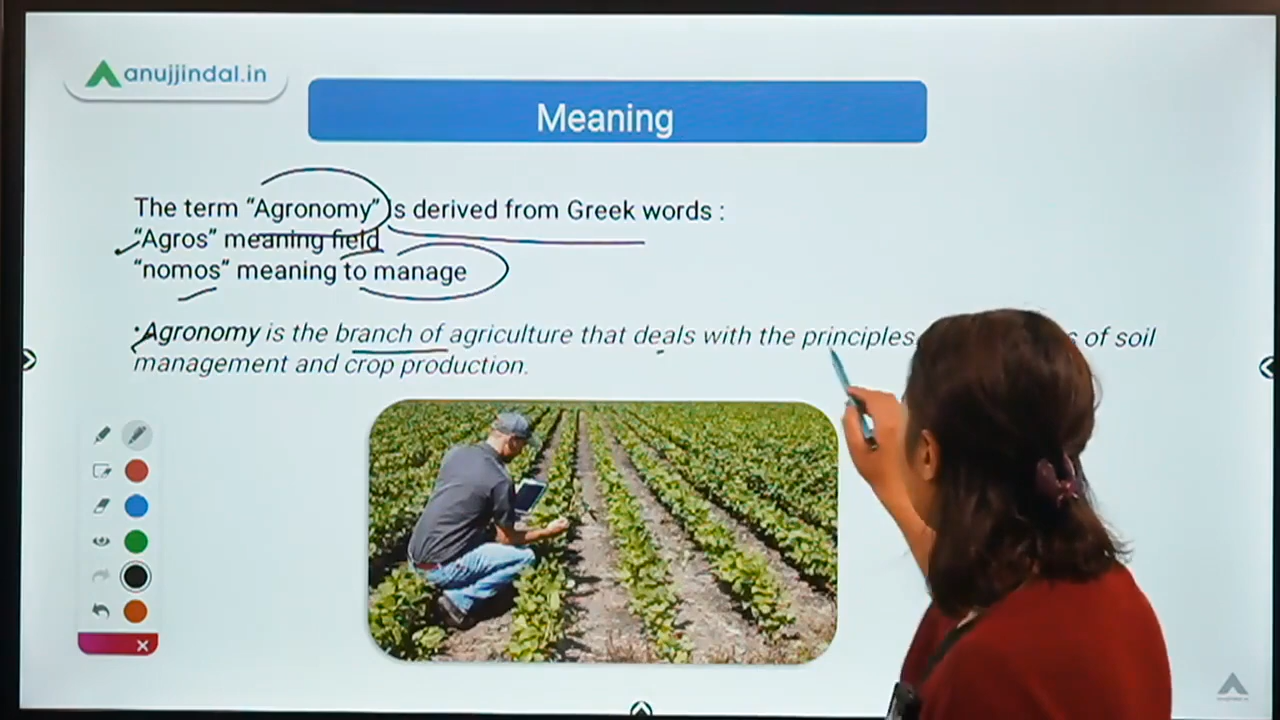 anujjindal.in
Meaning
The term “Agronomy” is derived from Greek words :
“Agros” meaning field
“nomos” meaning to manage
•Agronomy is the branch of agriculture that deals with the principles of soil
management and crop production.